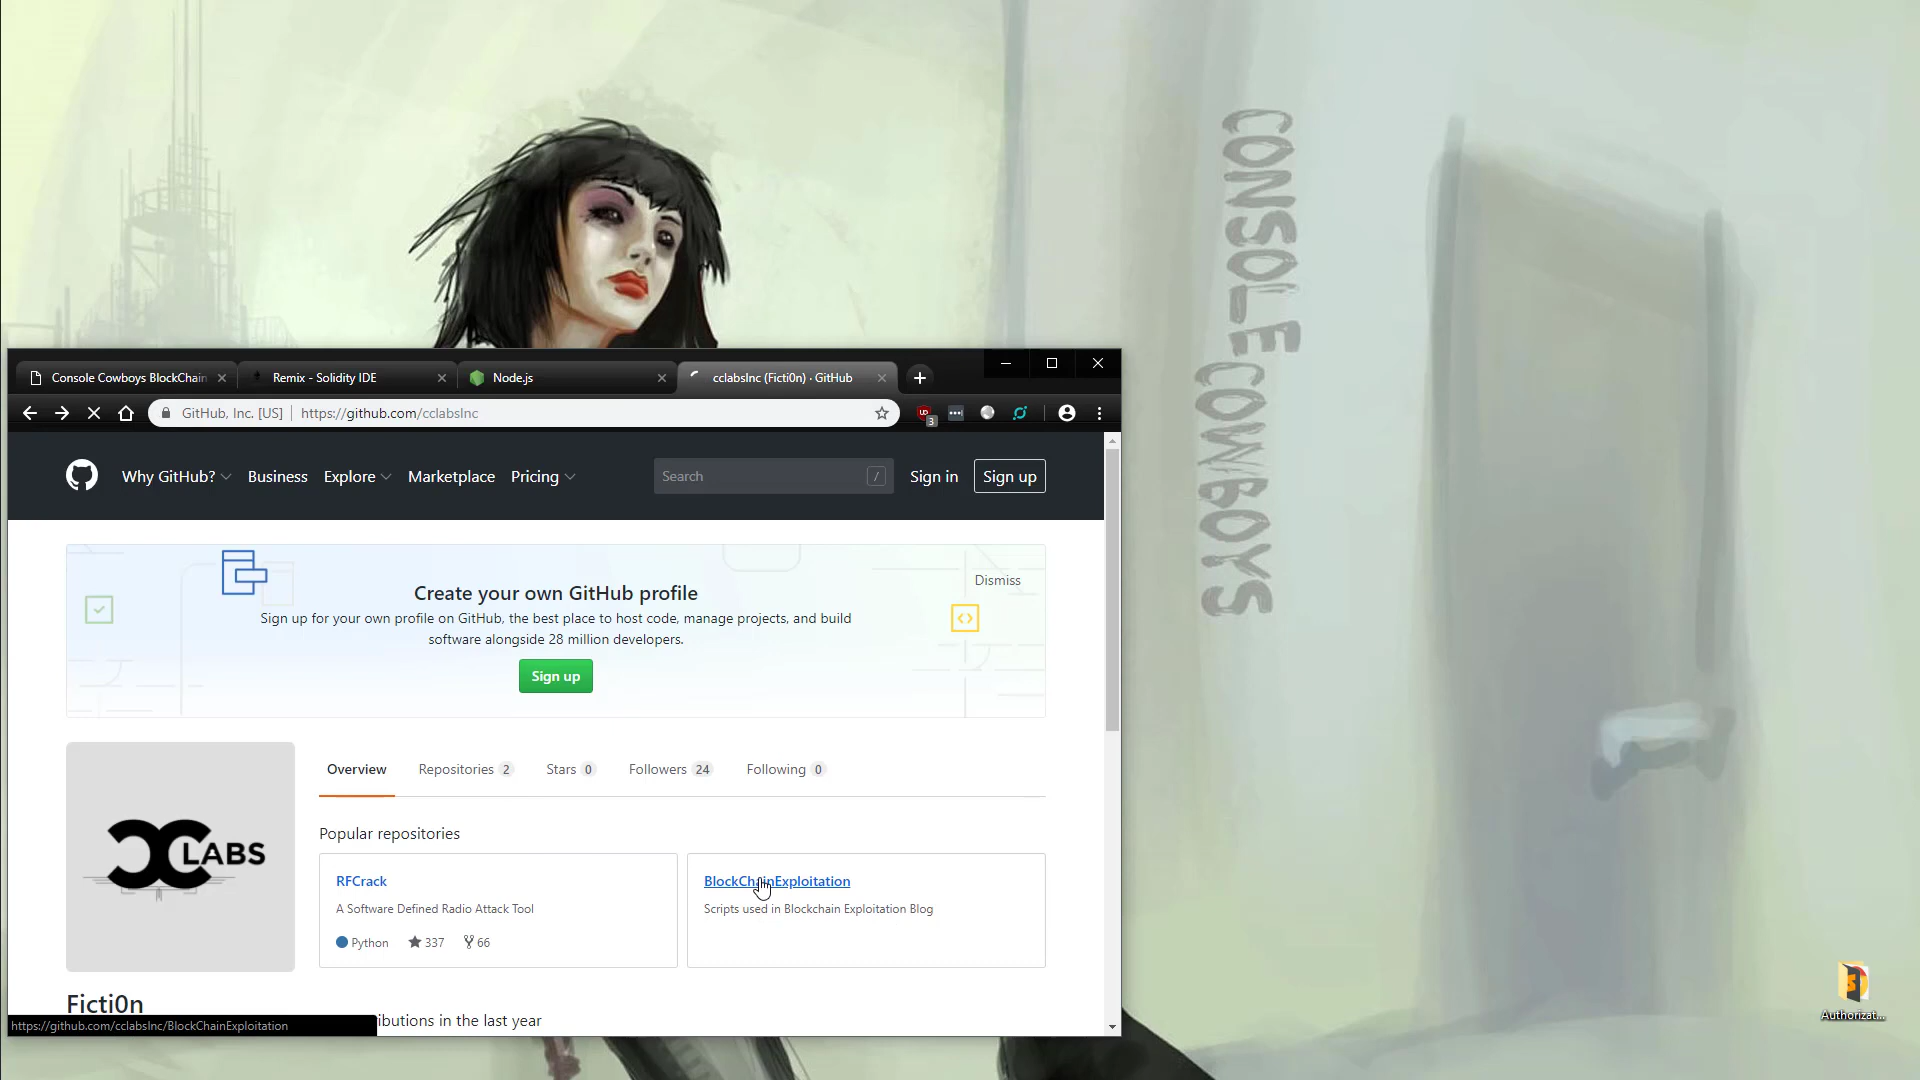 CONSOLE COWBOYS
Console Cowboys BlockChain
Remix - Solidity IDE
Node.js
cclabsInc (Ficti0n) · GitHub
GitHub, Inc. [US] | https://github.com/cclabsInc
3
Why GitHub? Business Explore Marketplace Pricing Search / Sign in Sign up
Dismiss
Create your own GitHub profile
Sign up for your own profile on GitHub, the best place to host code, manage projects, and build
software alongside 28 million developers.
Sign up
Overview Repositories 2 Stars 0 Followers 24 Following 0
CC LABS
Popular repositories
RFCrack
A Software Defined Radio Attack Tool
Python 337 66
BlockChainExploitation
Scripts used in Blockchain Exploitation Blog
Ficti0n
ributions in the last year
https://github.com/cclabsInc/BlockChainExploitation
Authorizat...